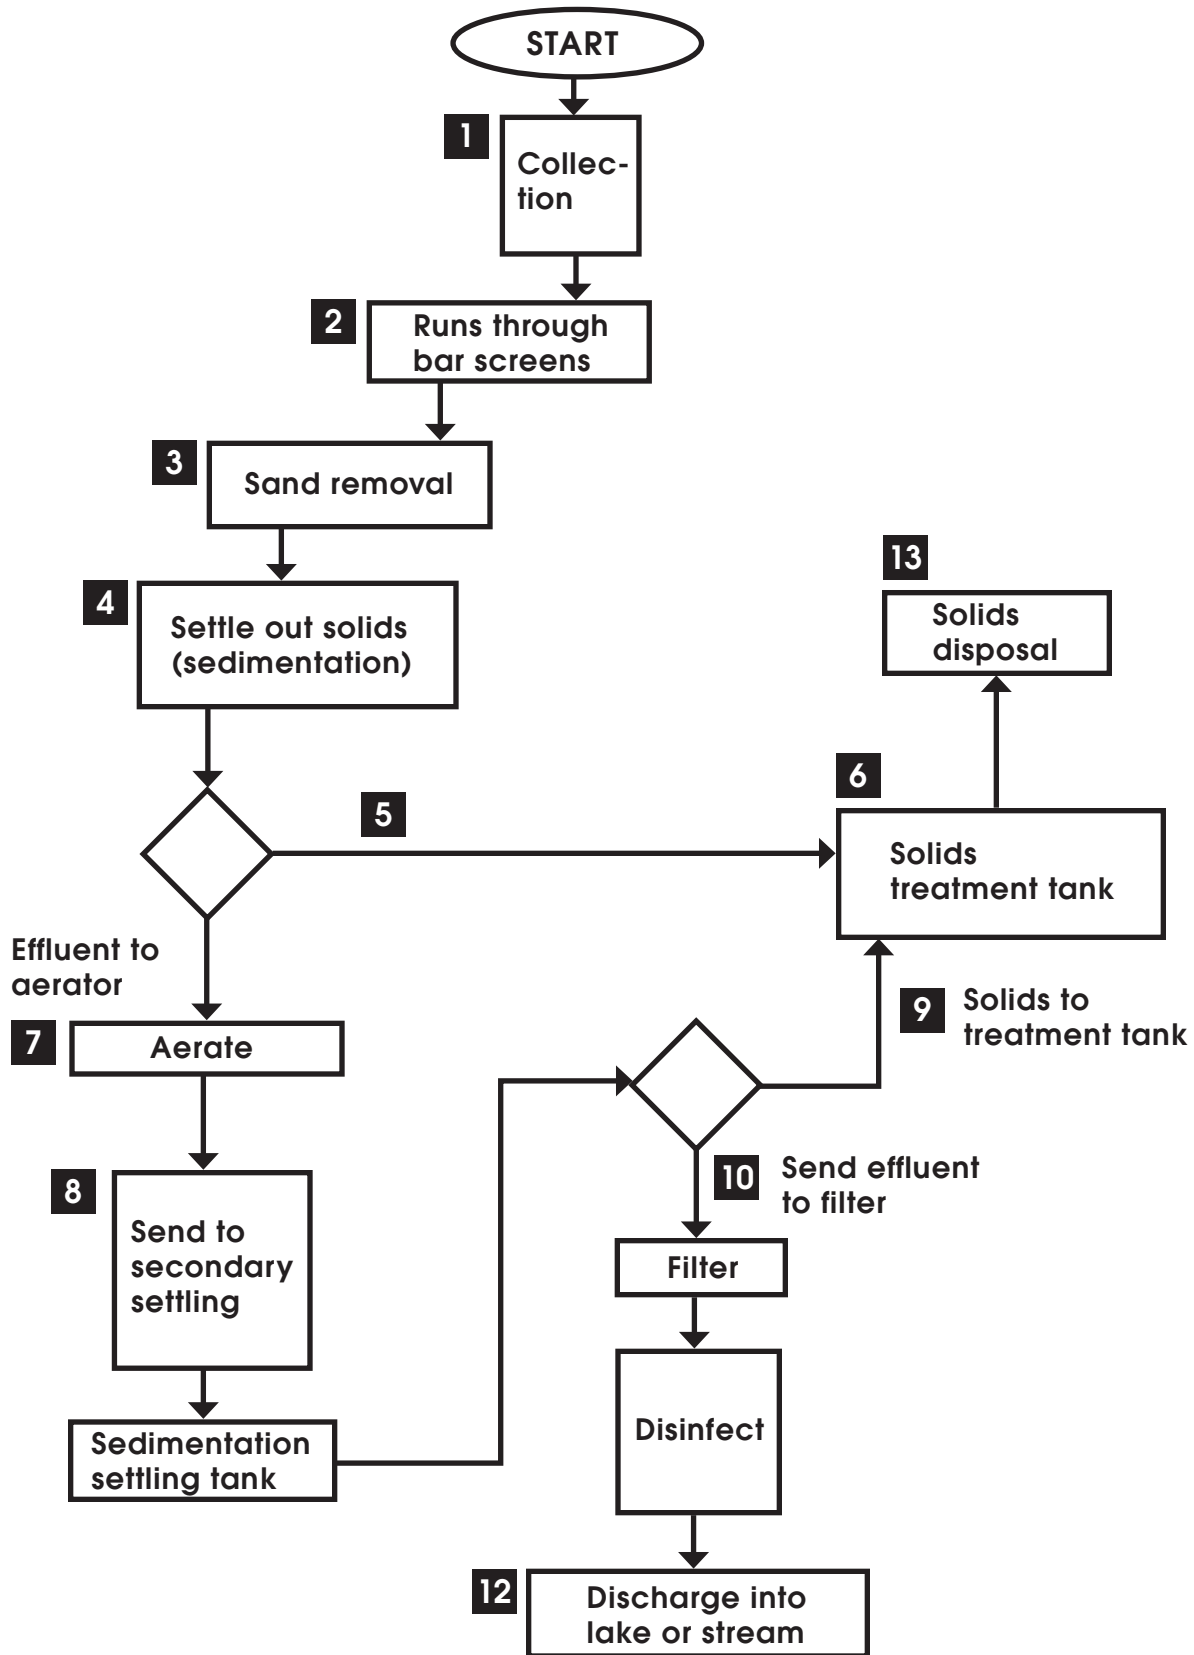 START
1
Collec-
tion
2
Runs through
bar screens
3
Sand removal
4
Settle out solids
(sedimentation)
13
Solids
disposal
5
6
Solids
treatment tank
Effluent to
aerator
7
Aerate
9
Solids to
treatment tank
8
Send to
secondary
settling
10
Send effluent
to filter
Filter
Sedimentation
settling tank
Disinfect
12
Discharge into
lake or stream